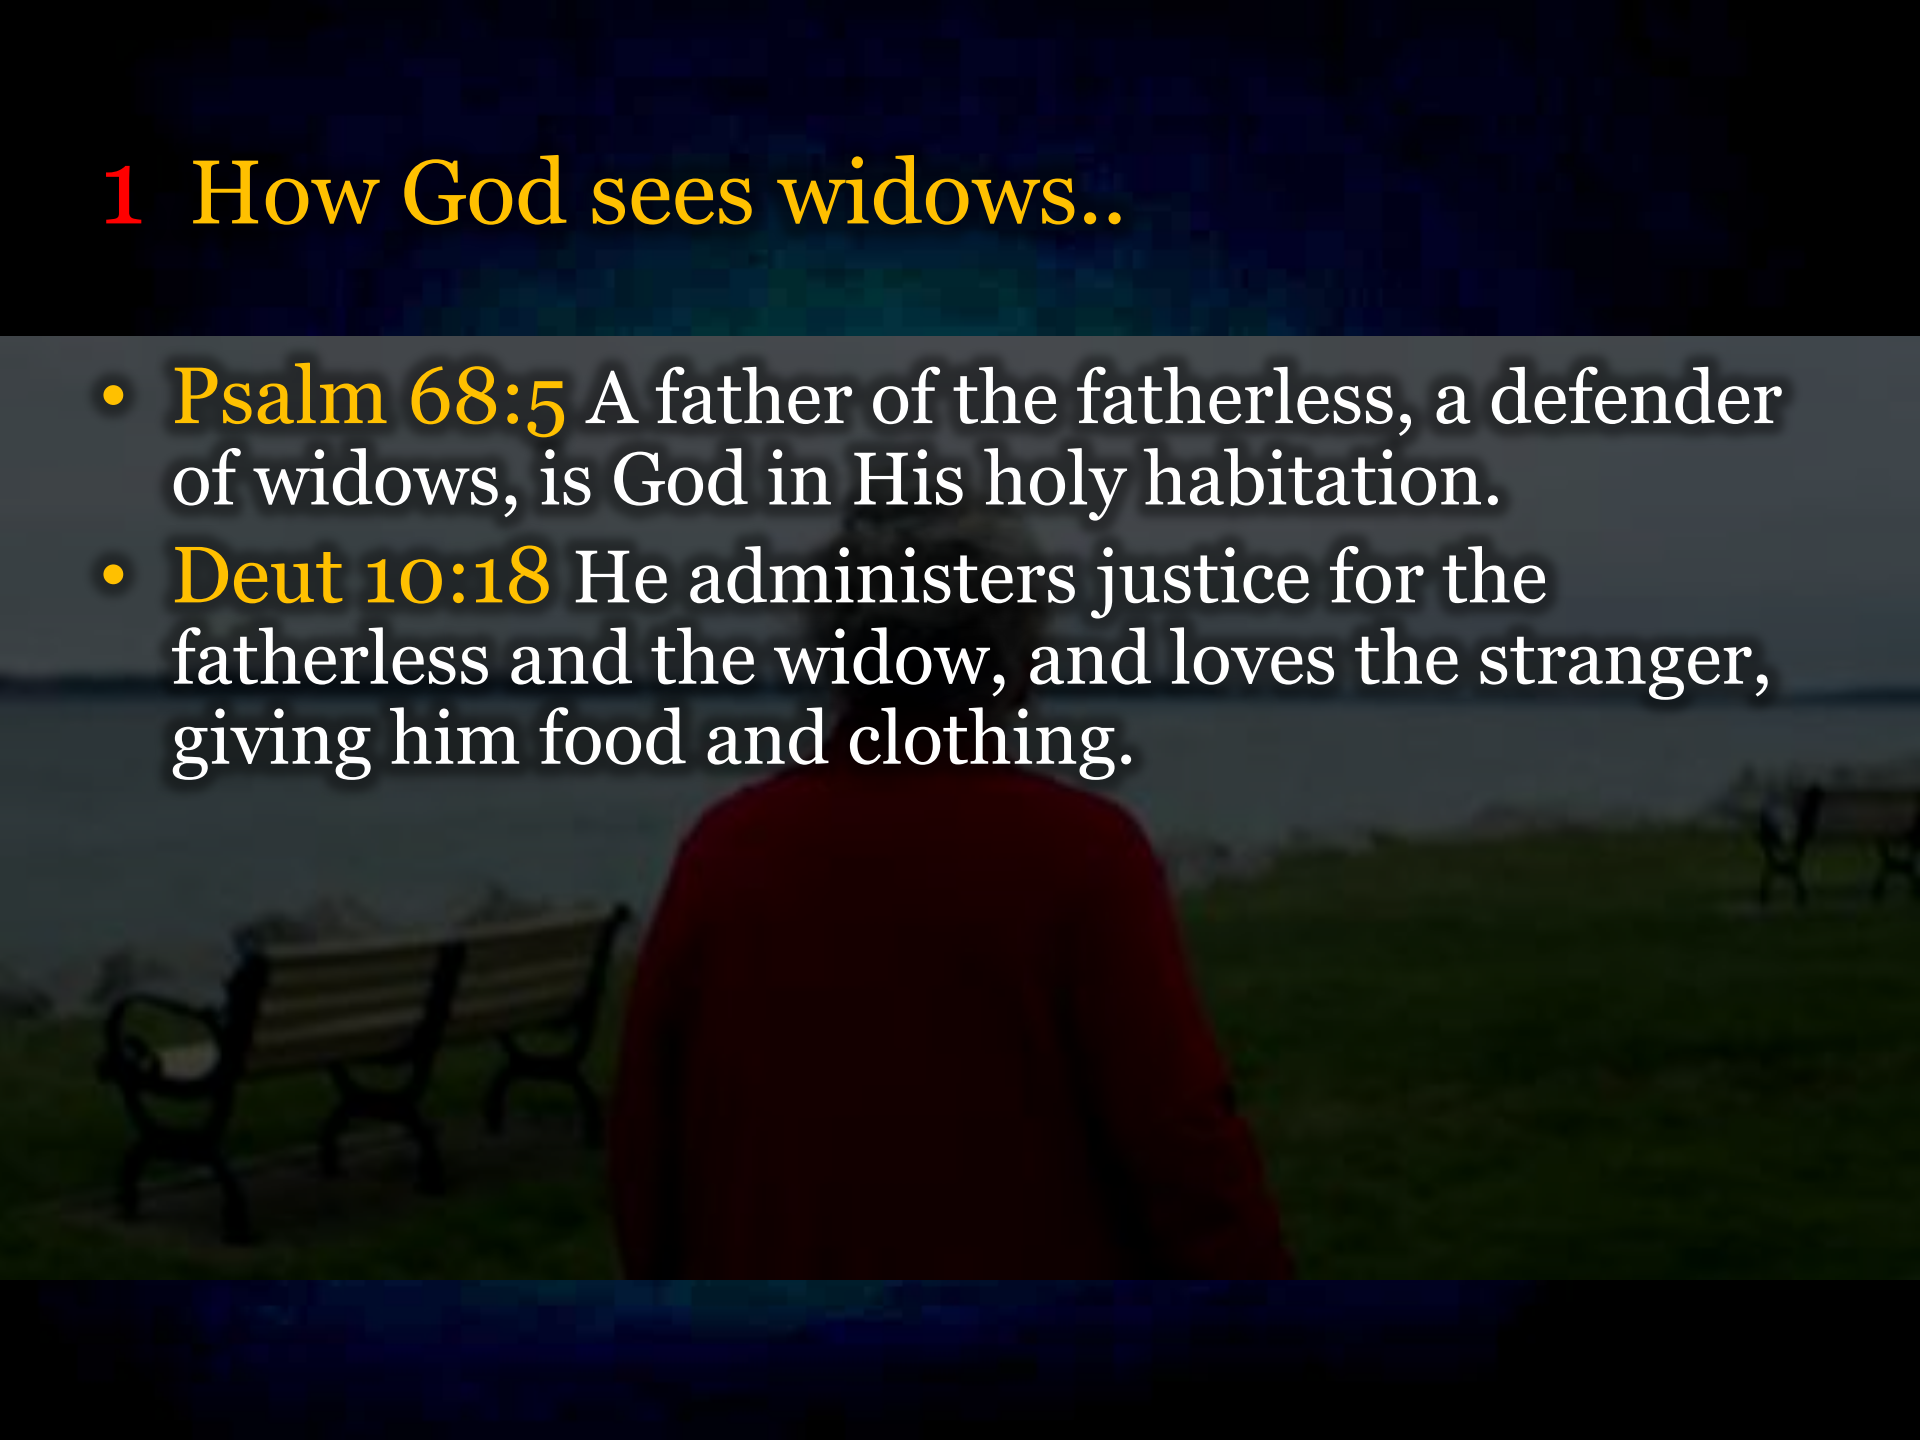 1 How God sees widows..
• Psalm 68:5 A father of the fatherless, a defender
of widows, is God in His holy habitation.
• Deut 10:18 He administers justice for the
fatherless and the widow, and loves the stranger,
giving him food and clothing.